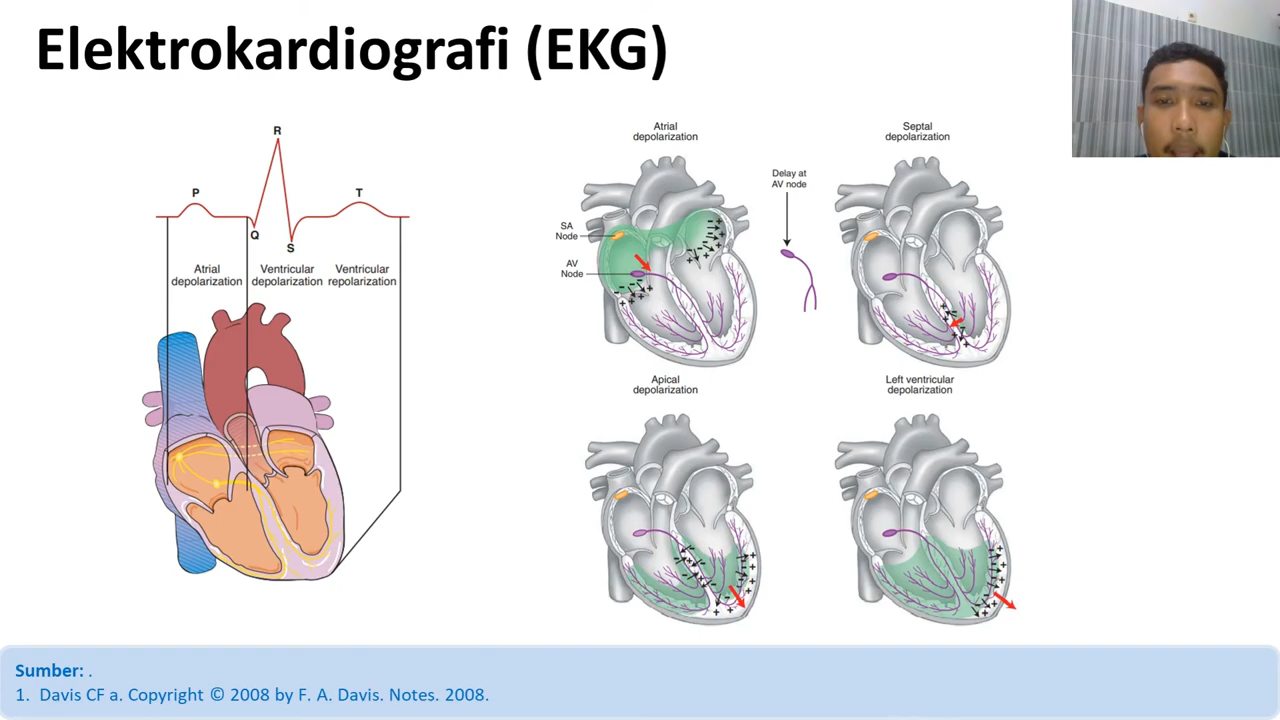 Elektrokardiografi (EKG)
R
P
T
Q
S
Atrial
depolarization
Ventricular
depolarization
Ventricular
repolarization
Atrial
depolarization
SA
Node
AV
Node
Delay at
AV node
Septal
depolarization
Apical
depolarization
Left ventricular
depolarization
Sumber: .
1. Davis CF a. Copyright © 2008 by F. A. Davis. Notes. 2008.